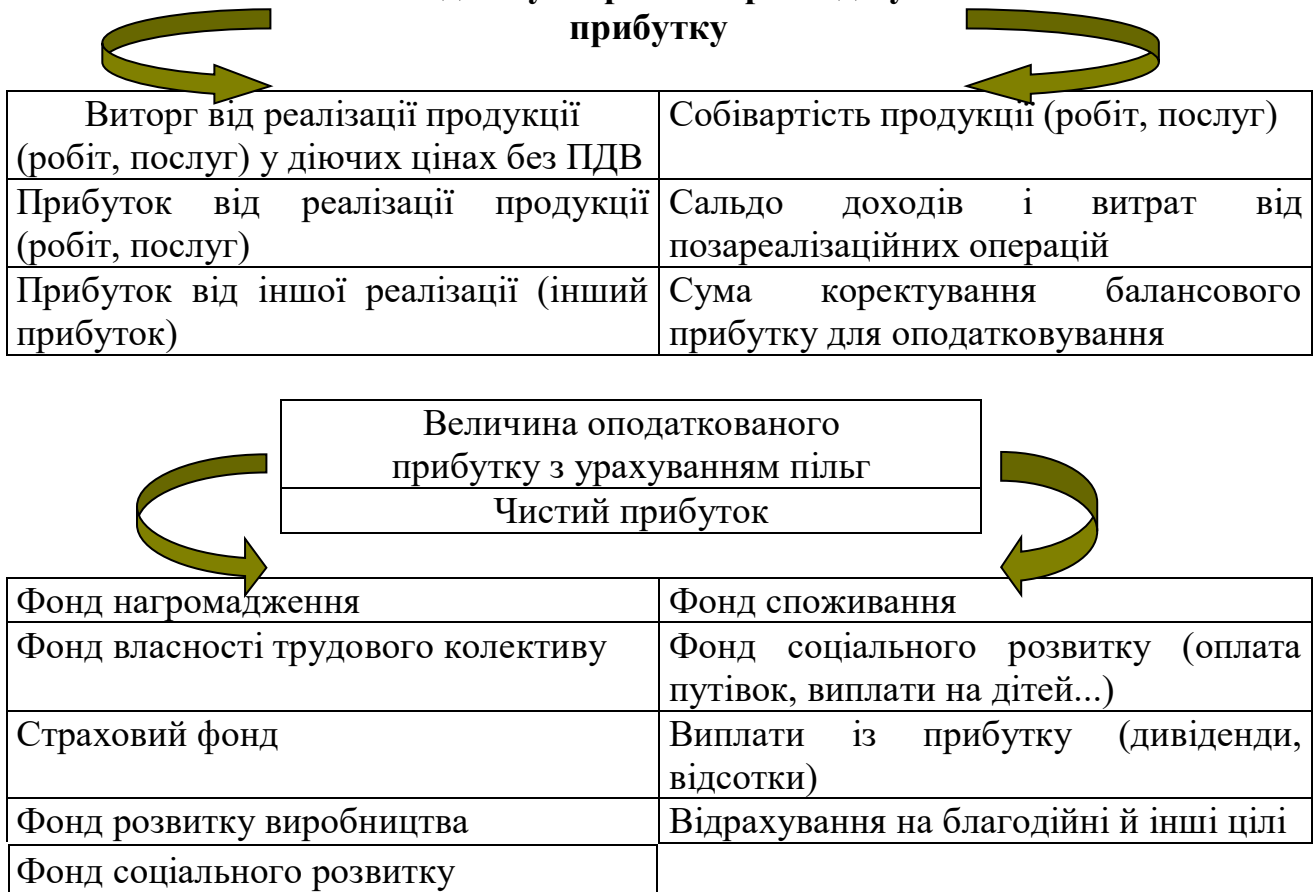 прибутку
Виторг від реалізації продукції
(робіт, послуг) у діючих цінах без ПДВ
Собівартість продукції (робіт, послуг)
Прибуток від реалізації продукції
(робіт, послуг)
Сальдо доходів і витрат від
позареалізаційних операцій
Прибуток від іншої реалізації (інший
прибуток)
Сума коректування балансового
прибутку для оподатковування
Величина оподаткованого
прибутку з урахуванням пільг
Чистий прибуток
Фонд нагромадження
Фонд споживання
Фонд власності трудового колективу
Фонд соціального розвитку (оплата
путівок, виплати на дітей...)
Страховий фонд
Виплати із прибутку (дивіденди,
відсотки)
Фонд розвитку виробництва
Відрахування на благодійні й інші цілі
Фонд соціального розвитку